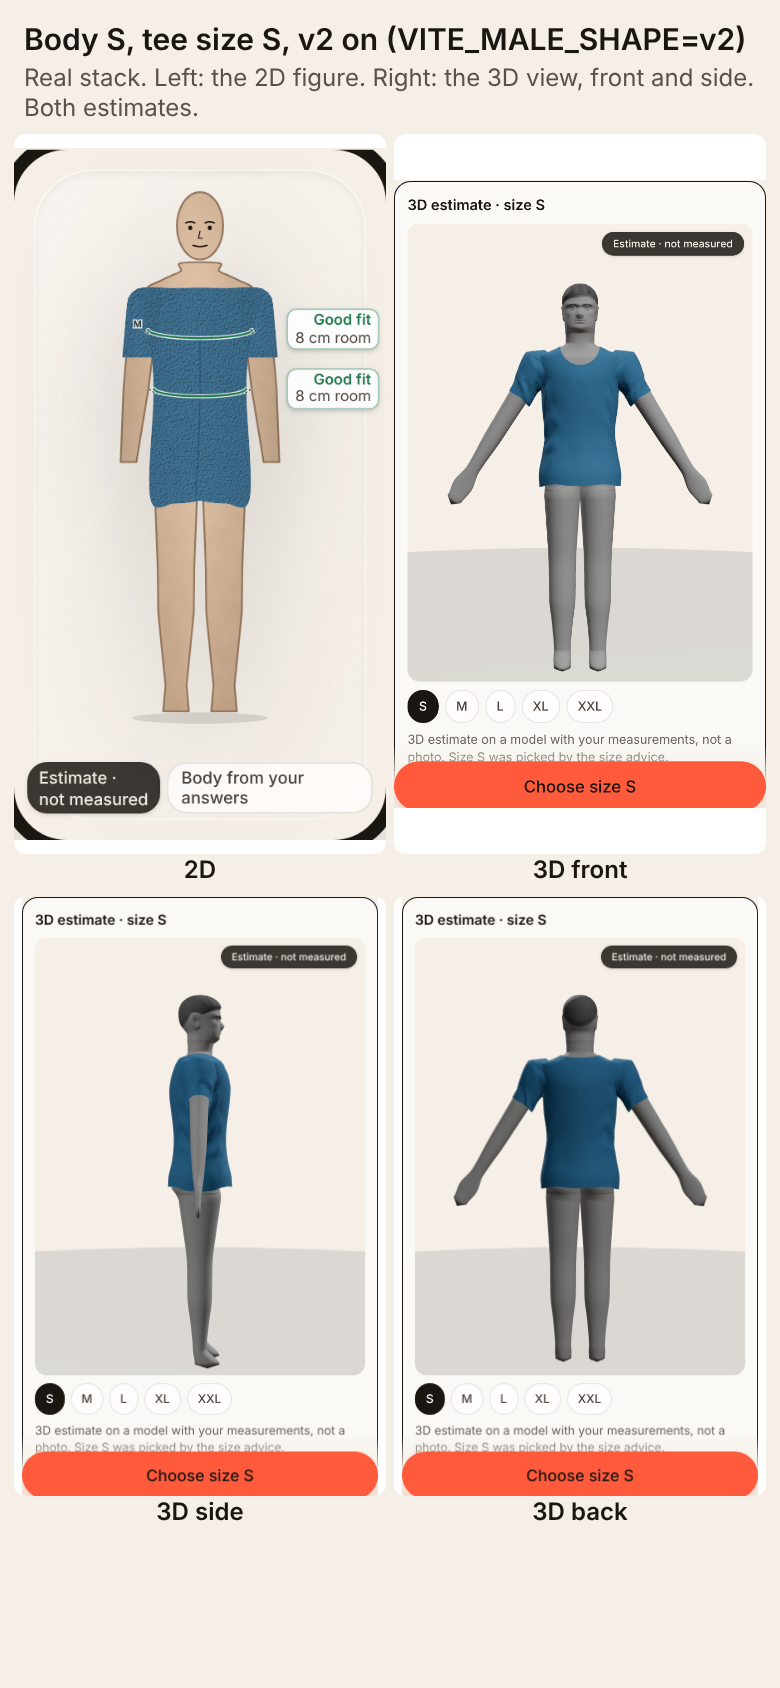 Body S, tee size S, v2 on (VITE_MALE_SHAPE=v2)
Real stack. Left: the 2D figure. Right: the 3D view, front and side.
Both estimates.
M
Good fit
8 cm room
Good fit
8 cm room
Estimate ·
not measured
Body from your
answers
2D
3D estimate · size S
Estimate · not measured
S M L XL XXL
3D estimate on a model with your measurements, not a
photo. Size S was picked by the size advice.
Choose size S
3D front
3D estimate · size S
Estimate · not measured
S M L XL XXL
3D estimate on a model with your measurements, not a
photo. Size S was picked by the size advice.
Choose size S
3D side
3D estimate · size S
Estimate · not measured
S M L XL XXL
3D estimate on a model with your measurements, not a
photo. Size S was picked by the size advice.
Choose size S
3D back